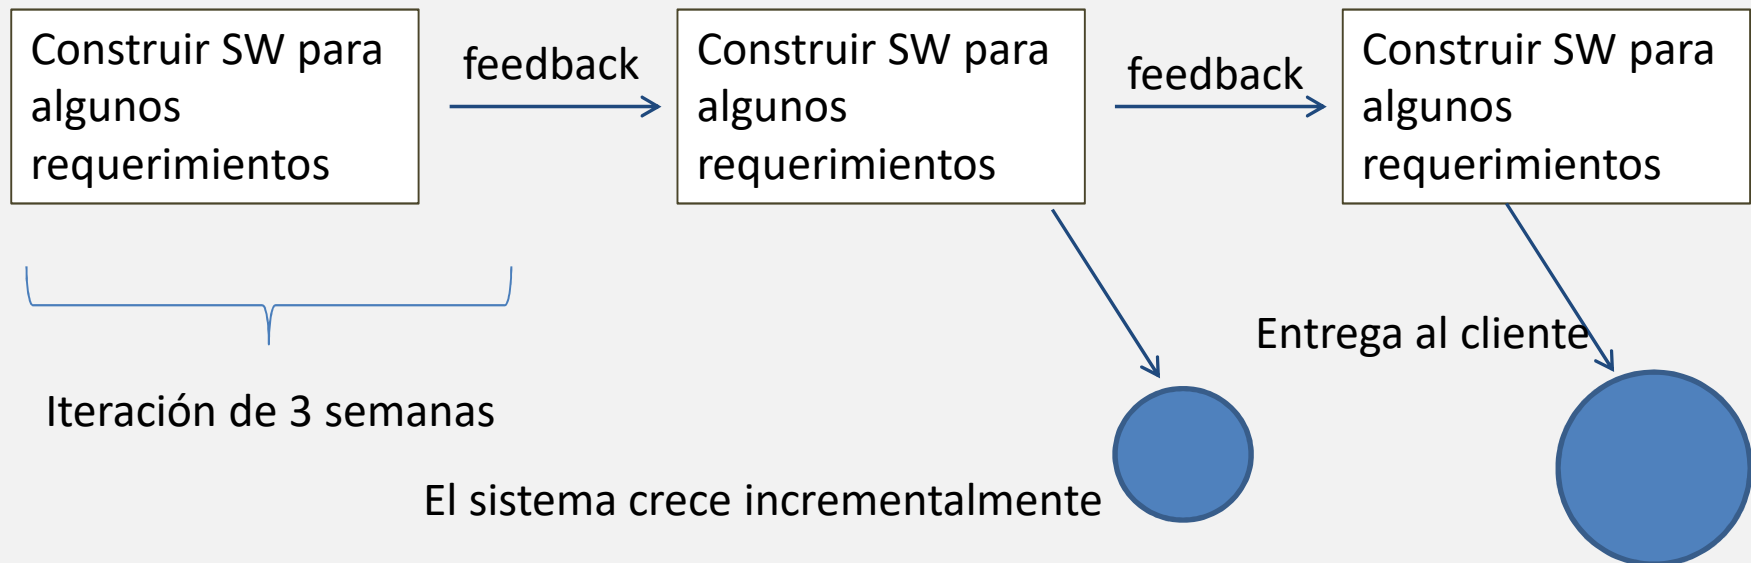 Construir SW para
algunos
requerimientos
feedback
Construir SW para
algunos
requerimientos
feedback
Construir SW para
algunos
requerimientos
Entrega al cliente
Iteración de 3 semanas
El sistema crece incrementalmente